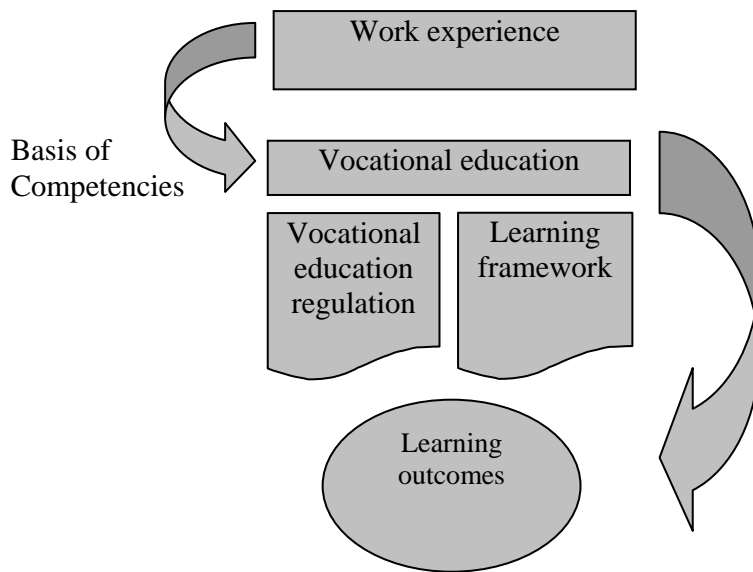 Work experience
Basis of
Competencies
Vocational education
Vocational
education
regulation
Learning
framework
Learning
outcomes